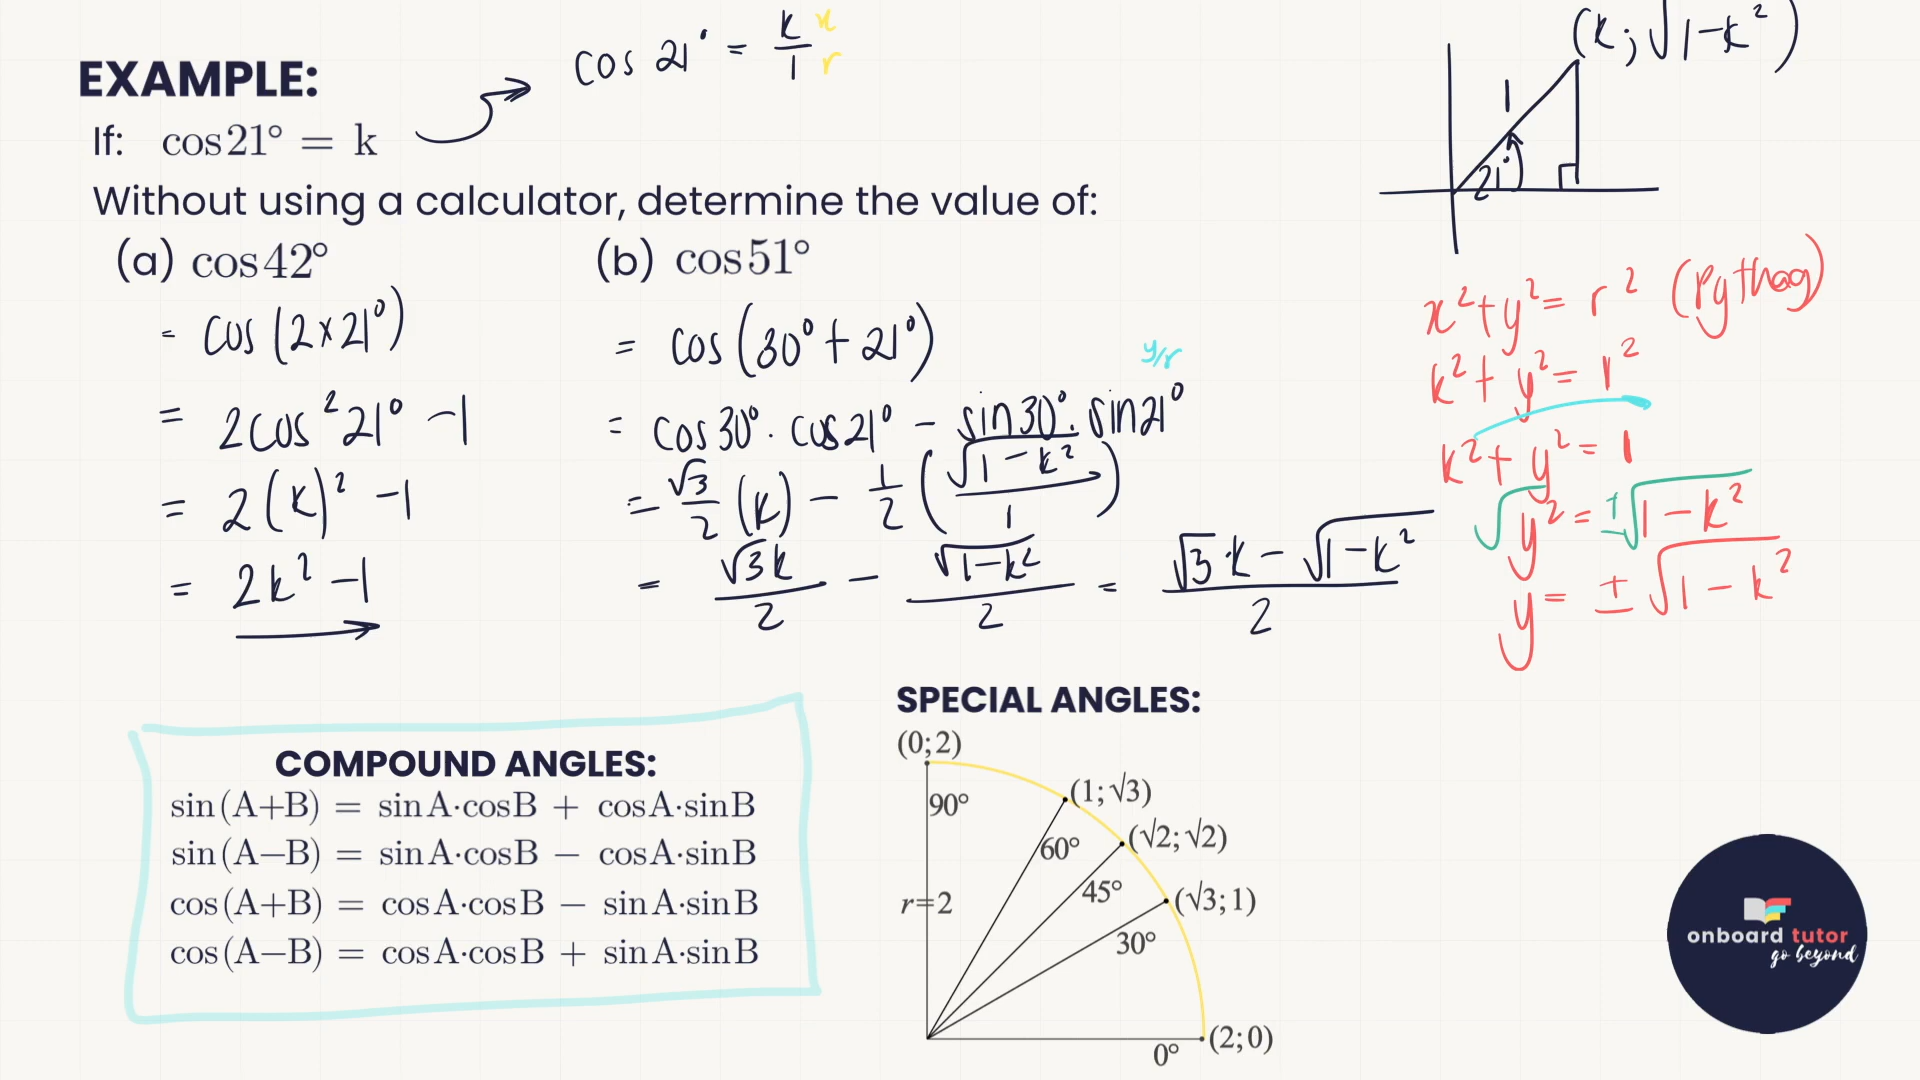 EXAMPLE:
cos 21° = k/1 x r
If: cos21° = k
Without using a calculator, determine the value of:
(a) cos42°
= cos (2×21°)
= 2cos²21° −1
= 2(k)² −1
= 2k² −1
(b) cos51°
= cos (30° + 21°)
y/r
= cos30° . cos21° − sin30° . sin21°
= √3/2 (k) − 1/2 (√(1−k²)/1)
= √3k/2 − √(1−k²)/2 = (√3·k − √(1−k²))/2
(k; √(1−k²))
1
21°
x² + y² = r² (Pythag)
k² + y² = 1²
k² + y² = 1
√y² = ±√(1−k²)
y = ±√(1−k²)
COMPOUND ANGLES:
sin(A+B) = sinA·cosB + cosA·sinB
sin(A−B) = sinA·cosB − cosA·sinB
cos(A+B) = cosA·cosB − sinA·sinB
cos(A−B) = cosA·cosB + sinA·sinB
SPECIAL ANGLES:
(0;2)
90°
(1;√3)
60°
(√2;√2)
45°
r=2
(√3;1)
30°
(2;0)
0°
onboard tutor
go beyond